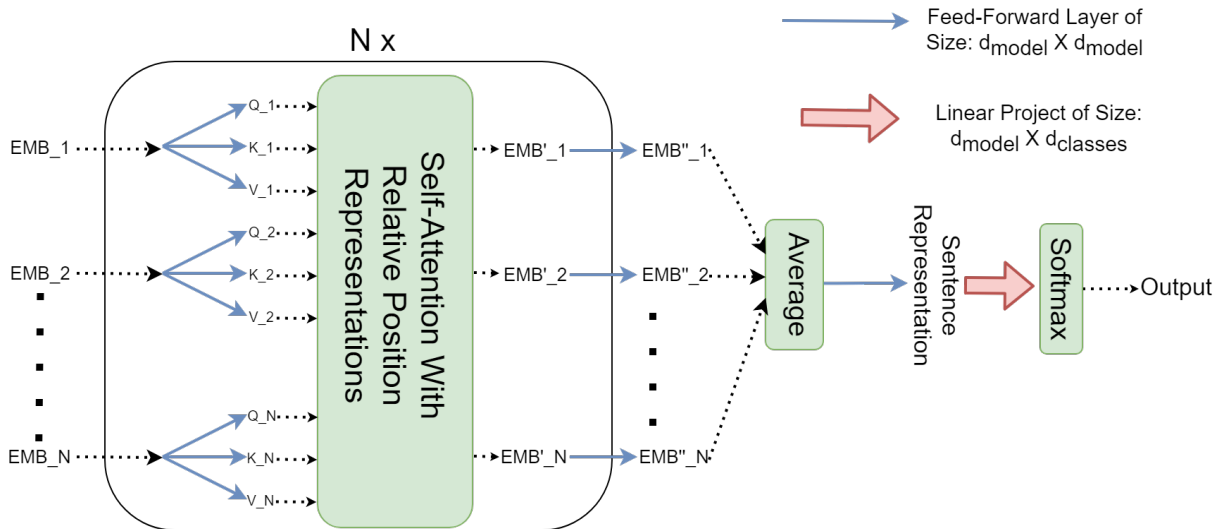 N x
Feed-Forward Layer of
Size: dmodel X dmodel
Linear Project of Size:
dmodel X dclasses
EMB_1
Q_1
K_1
V_1
EMB_2
Q_2
K_2
V_2
EMB_N
Q_N
K_N
V_N
Self-Attention With
Relative Position
Representations
EMB'_1
EMB'_2
EMB'_N
EMB''_1
EMB''_2
EMB''_N
Average
Sentence
Representation
Softmax
Output